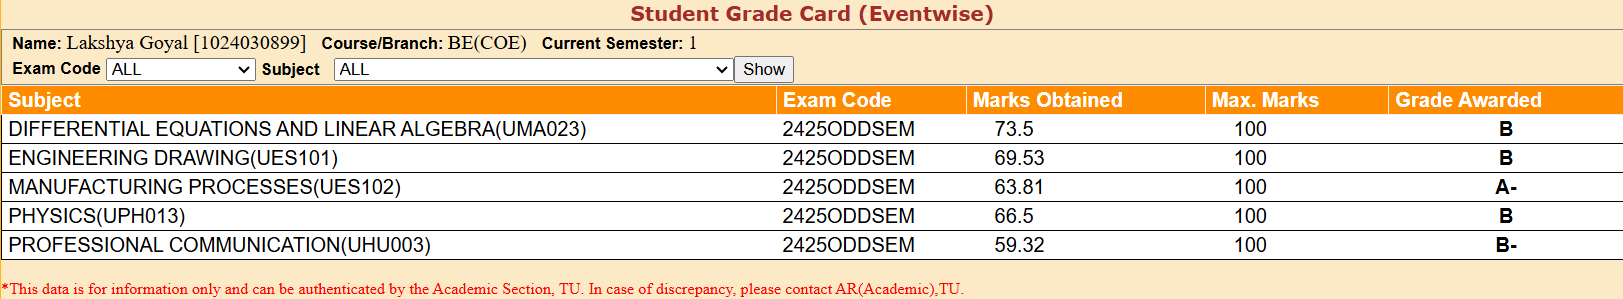 Student Grade Card (Eventwise)
Name: Lakshya Goyal [1024030899] Course/Branch: BE(COE) Current Semester: 1
Exam Code ALL Subject ALL Show
Subject Exam Code Marks Obtained Max. Marks Grade Awarded
DIFFERENTIAL EQUATIONS AND LINEAR ALGEBRA(UMA023) 2425ODDSEM 73.5 100 B
ENGINEERING DRAWING(UES101) 2425ODDSEM 69.53 100 B
MANUFACTURING PROCESSES(UES102) 2425ODDSEM 63.81 100 A-
PHYSICS(UPH013) 2425ODDSEM 66.5 100 B
PROFESSIONAL COMMUNICATION(UHU003) 2425ODDSEM 59.32 100 B-
*This data is for information only and can be authenticated by the Academic Section, TU. In case of discrepancy, please contact AR(Academic),TU.